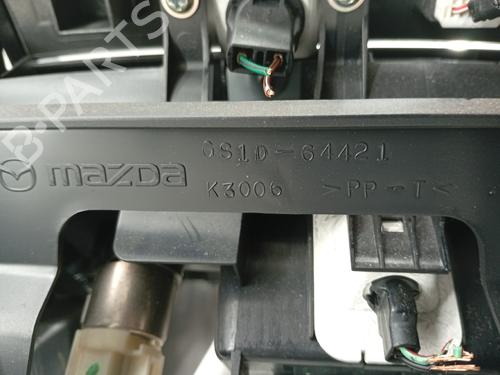 B-PARTS
GS1D-64421
mazda
K3006 >PP-T<